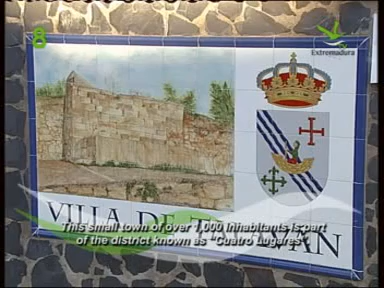 8
Extremadura
VILLA DE
This small town of over 1,000 inhabitants is part
of the district known as "Cuatro Lugares".